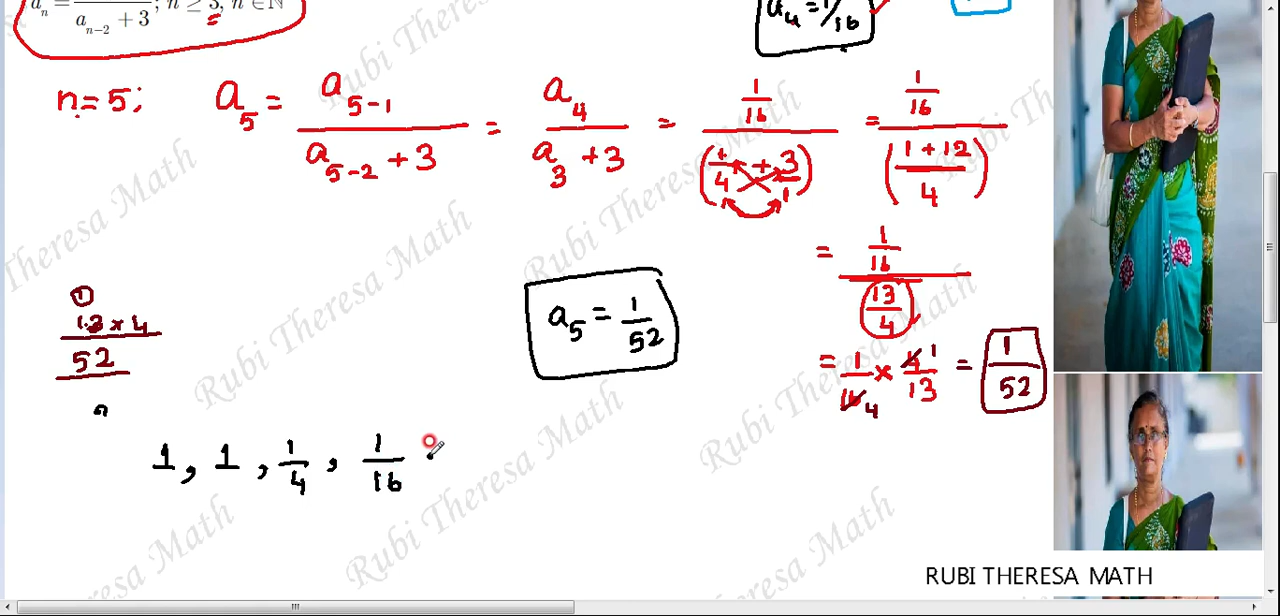 a_n = / a_{n-2} + 3 ; n ≥ 3, n ∈ ℕ
a_4 = 1/16
n = 5; a_5 = a_{5-1} / a_{5-2} + 3 = a_4 / a_3 + 3 = 1/16 / (1/4 + 3/1) = 1/16 / (1 + 12 / 4)
= 1/16 / 13/4
① 13 × 4
52
a_5 = 1/52
= 1/16 4 × 4 1/13 = 1/52
1, 1, 1/4, 1/16
Rubi Theresa Math
RUBI THERESA MATH